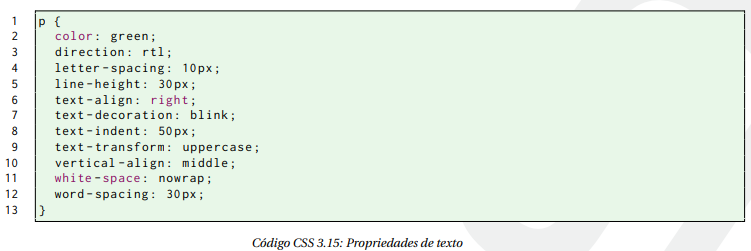 1 p {
2 color: green;
3 direction: rtl;
4 letter-spacing: 10px;
5 line-height: 30px;
6 text-align: right;
7 text-decoration: blink;
8 text-indent: 50px;
9 text-transform: uppercase;
10 vertical-align: middle;
11 white-space: nowrap;
12 word-spacing: 30px;
13 }
Código CSS 3.15: Propriedades de texto